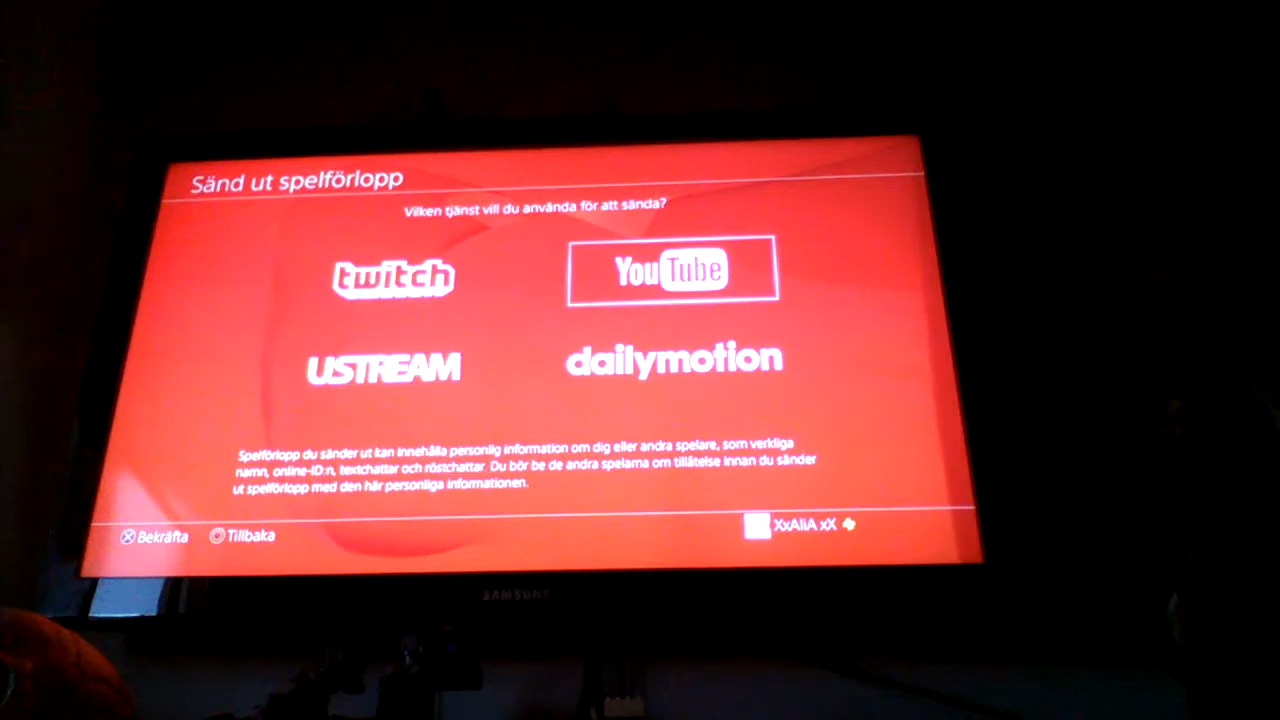 Sänd ut spelförlopp
Vilken tjänst vill du använda för att sända?
twitch
YouTube
USTREAM
dailymotion
Spelförlopp du sänder ut kan innehålla personlig information om dig eller andra spelare, som verkliga
namn, online-ID:n, textchattar och röstchattar. Du bör be de andra spelarna om tillåtelse innan du sänder
ut spelförlopp med den här personliga informationen.
Bekräfta Tillbaka
XxAliA xX
SAMSUNG